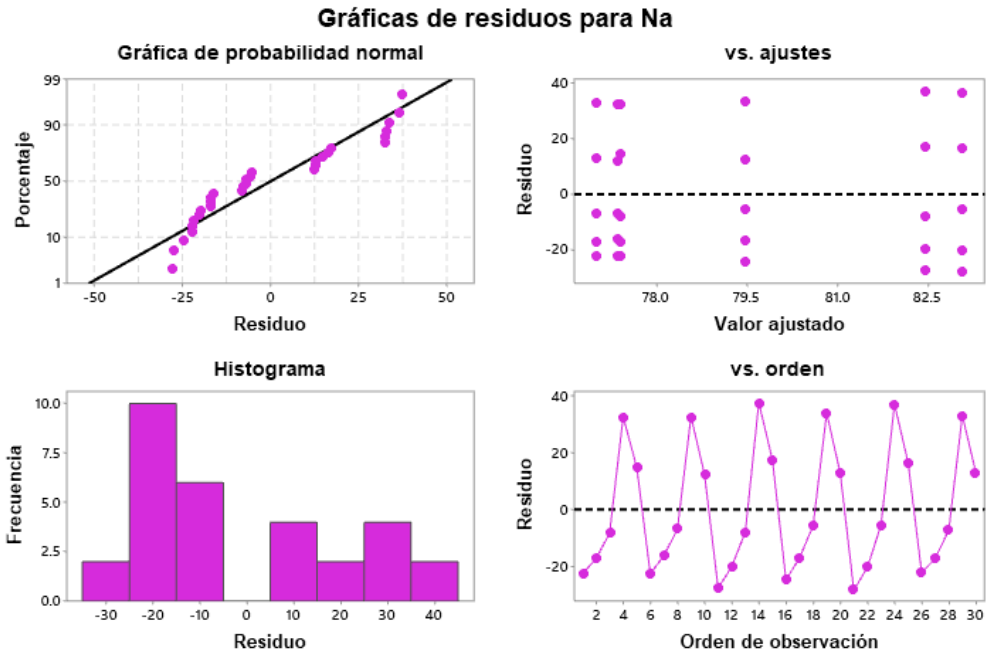 Gráficas de residuos para Na
Gráfica de probabilidad normal
99
90
50
10
1
Porcentaje
-50 -25 0 25 50
Residuo
vs. ajustes
40
20
0
-20
Residuo
78.0 79.5 81.0 82.5
Valor ajustado
Histograma
10.0
7.5
5.0
2.5
0.0
Frecuencia
-30 -20 -10 0 10 20 30 40
Residuo
vs. orden
40
20
0
-20
Residuo
2 4 6 8 10 12 14 16 18 20 22 24 26 28 30
Orden de observación